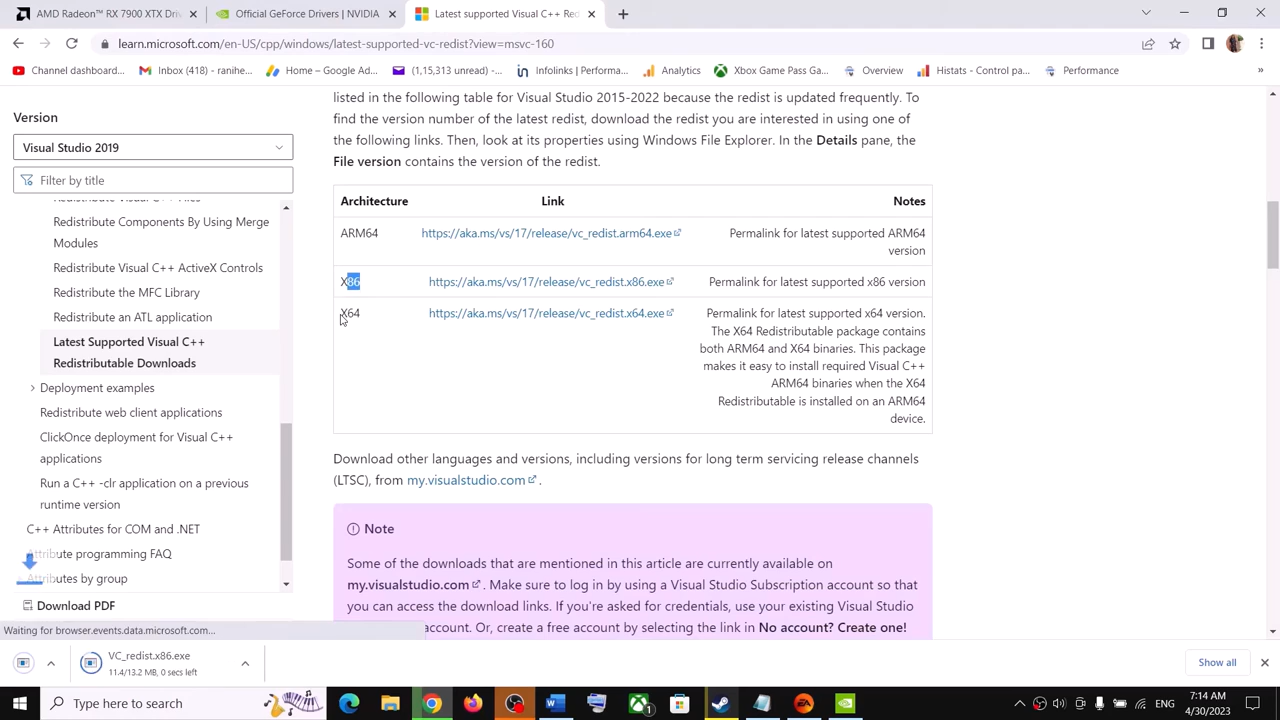 AMD Radeon™ RX 7900 XTX Driv
Official GeForce Drivers | NVIDIA
Latest supported Visual C++ Redi
learn.microsoft.com/en-US/cpp/windows/latest-supported-vc-redist?view=msvc-160
Channel dashboard...
Inbox (418) - ranihe...
Home – Google Ad...
(1,15,313 unread) -...
Infolinks | Performa...
Analytics
Xbox Game Pass Ga...
Overview
Histats - Control pa...
Performance
»
Version
Visual Studio 2019
Filter by title
Redistribute Components By Using Merge
Modules
Redistribute Visual C++ ActiveX Controls
Redistribute the MFC Library
Redistribute an ATL application
Latest Supported Visual C++
Redistributable Downloads
Deployment examples
Redistribute web client applications
ClickOnce deployment for Visual C++
applications
Run a C++ -clr application on a previous
runtime version
C++ Attributes for COM and .NET
Attribute programming FAQ
Attributes by group
Download PDF
listed in the following table for Visual Studio 2015-2022 because the redist is updated frequently. To
find the version number of the latest redist, download the redist you are interested in using one of
the following links. Then, look at its properties using Windows File Explorer. In the Details pane, the
File version contains the version of the redist.
Architecture Link Notes
ARM64 https://aka.ms/vs/17/release/vc_redist.arm64.exe Permalink for latest supported ARM64
version
X86 https://aka.ms/vs/17/release/vc_redist.x86.exe Permalink for latest supported x86 version
X64 https://aka.ms/vs/17/release/vc_redist.x64.exe Permalink for latest supported x64 version.
The X64 Redistributable package contains
both ARM64 and X64 binaries. This package
makes it easy to install required Visual C++
ARM64 binaries when the X64
Redistributable is installed on an ARM64
device.
Download other languages and versions, including versions for long term servicing release channels
(LTSC), from my.visualstudio.com .
Note
Some of the downloads that are mentioned in this article are currently available on
my.visualstudio.com . Make sure to log in by using a Visual Studio Subscription account so that
you can access the download links. If you're asked for credentials, use your existing Visual Studio
account. Or, create a free account by selecting the link in No account? Create one!
Waiting for browser.events.data.microsoft.com...
VC_redist.x86.exe
11.4/13.2 MB, 0 secs left
Show all
Type here to search
ENG
7:14 AM
4/30/2023